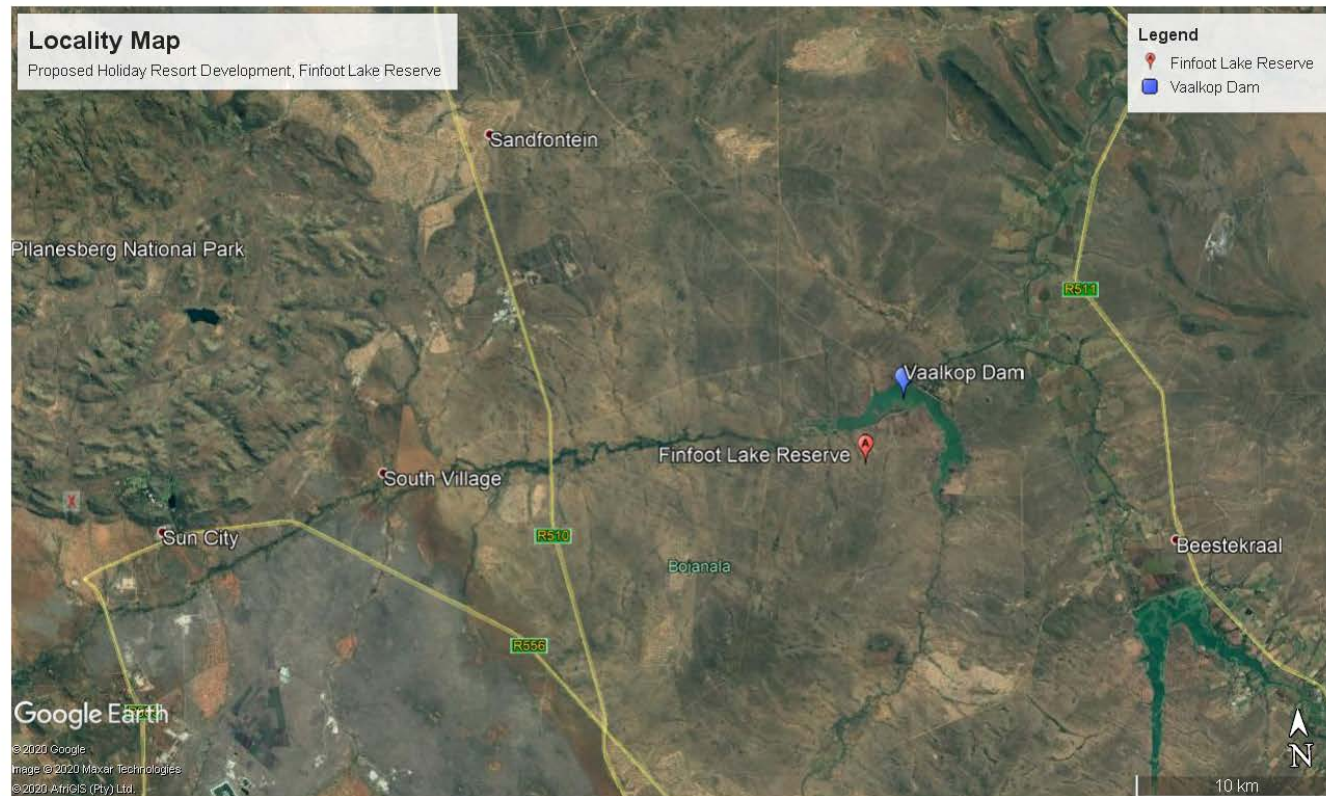 Locality Map
Proposed Holiday Resort Development, Finfoot Lake Reserve
Legend
Finfoot Lake Reserve
Vaalkop Dam
Sandfontein
Pilanesberg National Park
R511
Vaalkop Dam
A
Finfoot Lake Reserve
South Village
Sun City
R510
Beestekraal
Bojanala
R556
Google Earth
© 2020 Google
Image © 2020 Maxar Technologies
© 2020 AfriGIS (Pty) Ltd.
N
10 km